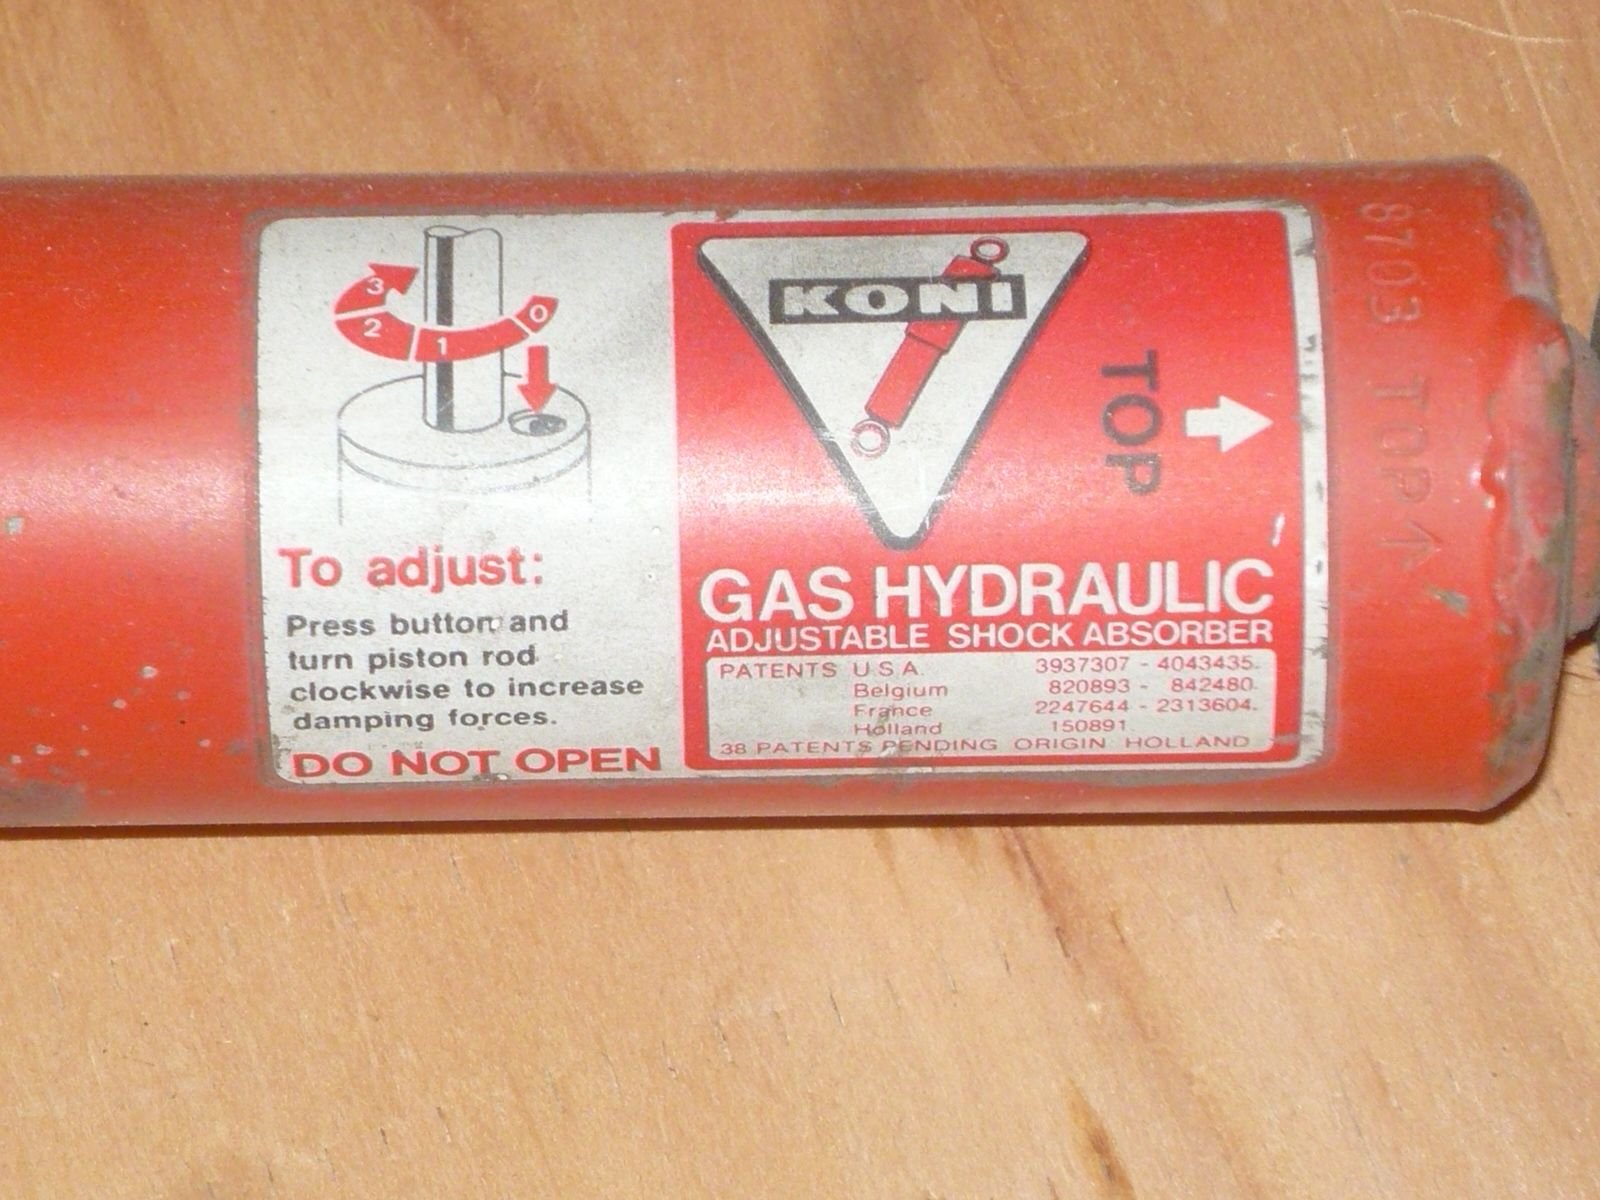 3
2
1
0
To adjust:
Press button and
turn piston rod
clockwise to increase
damping forces.
DO NOT OPEN
KONI
TOP
GAS HYDRAULIC
ADJUSTABLE SHOCK ABSORBER
PATENTS U.S.A. 3937307 - 4043435.
Belgium 820893 - 842480.
France 2247644 - 2313604.
Holland 150891
38 PATENTS PENDING ORIGIN HOLLAND
8703 TOP